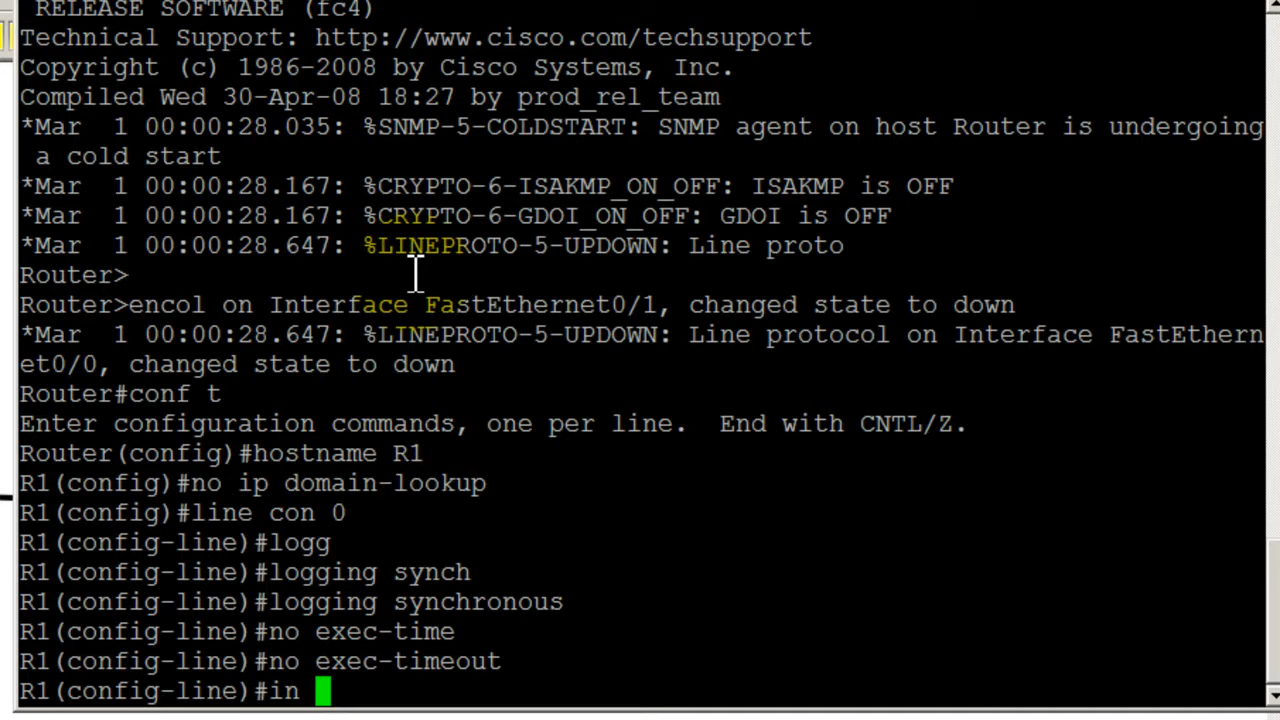 RELEASE SOFTWARE (fc4)
Technical Support: http://www.cisco.com/techsupport
Copyright (c) 1986-2008 by Cisco Systems, Inc.
Compiled Wed 30-Apr-08 18:27 by prod_rel_team
*Mar  1 00:00:28.035: %SNMP-5-COLDSTART: SNMP agent on host Router is undergoing
 a cold start
*Mar  1 00:00:28.167: %CRYPTO-6-ISAKMP_ON_OFF: ISAKMP is OFF
*Mar  1 00:00:28.167: %CRYPTO-6-GDOI_ON_OFF: GDOI is OFF
*Mar  1 00:00:28.647: %LINEPROTO-5-UPDOWN: Line proto
Router>
Router>encol on Interface FastEthernet0/1, changed state to down
*Mar  1 00:00:28.647: %LINEPROTO-5-UPDOWN: Line protocol on Interface FastEthern
et0/0, changed state to down
Router#conf t
Enter configuration commands, one per line.  End with CNTL/Z.
Router(config)#hostname R1
R1(config)#no ip domain-lookup
R1(config)#line con 0
R1(config-line)#logg
R1(config-line)#logging synch
R1(config-line)#logging synchronous
R1(config-line)#no exec-time
R1(config-line)#no exec-timeout
R1(config-line)#in